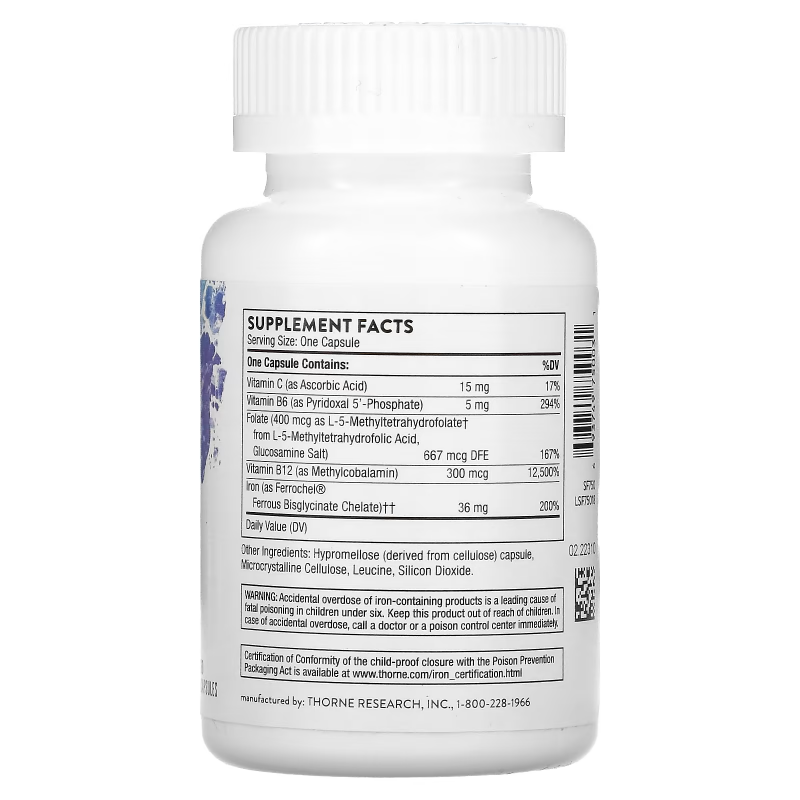 SUPPLEMENT FACTS
Serving Size: One Capsule
One Capsule Contains: %DV
Vitamin C (as Ascorbic Acid) 15 mg 17%
Vitamin B6 (as Pyridoxal 5'-Phosphate) 5 mg 294%
Folate (400 mcg as L-5-Methyltetrahydrofolate†
from L-5-Methyltetrahydrofolic Acid,
Glucosamine Salt) 667 mcg DFE 167%
Vitamin B12 (as Methylcobalamin) 300 mcg 12,500%
Iron (as Ferrochel®
Ferrous Bisglycinate Chelate)†† 36 mg 200%
Daily Value (DV)
Other Ingredients: Hypromellose (derived from cellulose) capsule,
Microcrystalline Cellulose, Leucine, Silicon Dioxide.
WARNING: Accidental overdose of iron-containing products is a leading cause of
fatal poisoning in children under six. Keep this product out of reach of children. In
case of accidental overdose, call a doctor or a poison control center immediately.
Certification of Conformity of the child-proof closure with the Poison Prevention
Packaging Act is available at www.thorne.com/iron_certification.html
manufactured by: THORNE RESEARCH, INC., 1-800-228-1966
SF750